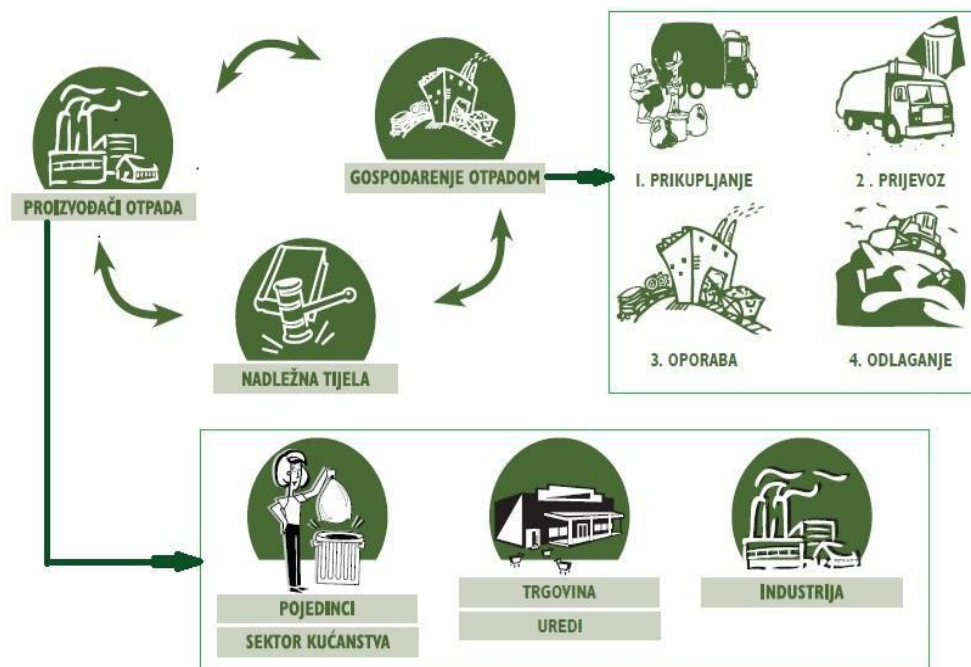 PROIZVOĐAČI OTPADA
GOSPODARENJE OTPADOM
NADLEŽNA TIJELA
1. PRIKUPLJANJE
2 . PRIJEVOZ
3. OPORABA
4. ODLAGANJE
POJEDINCI
SEKTOR KUĆANSTVA
TRGOVINA
UREDI
INDUSTRIJA